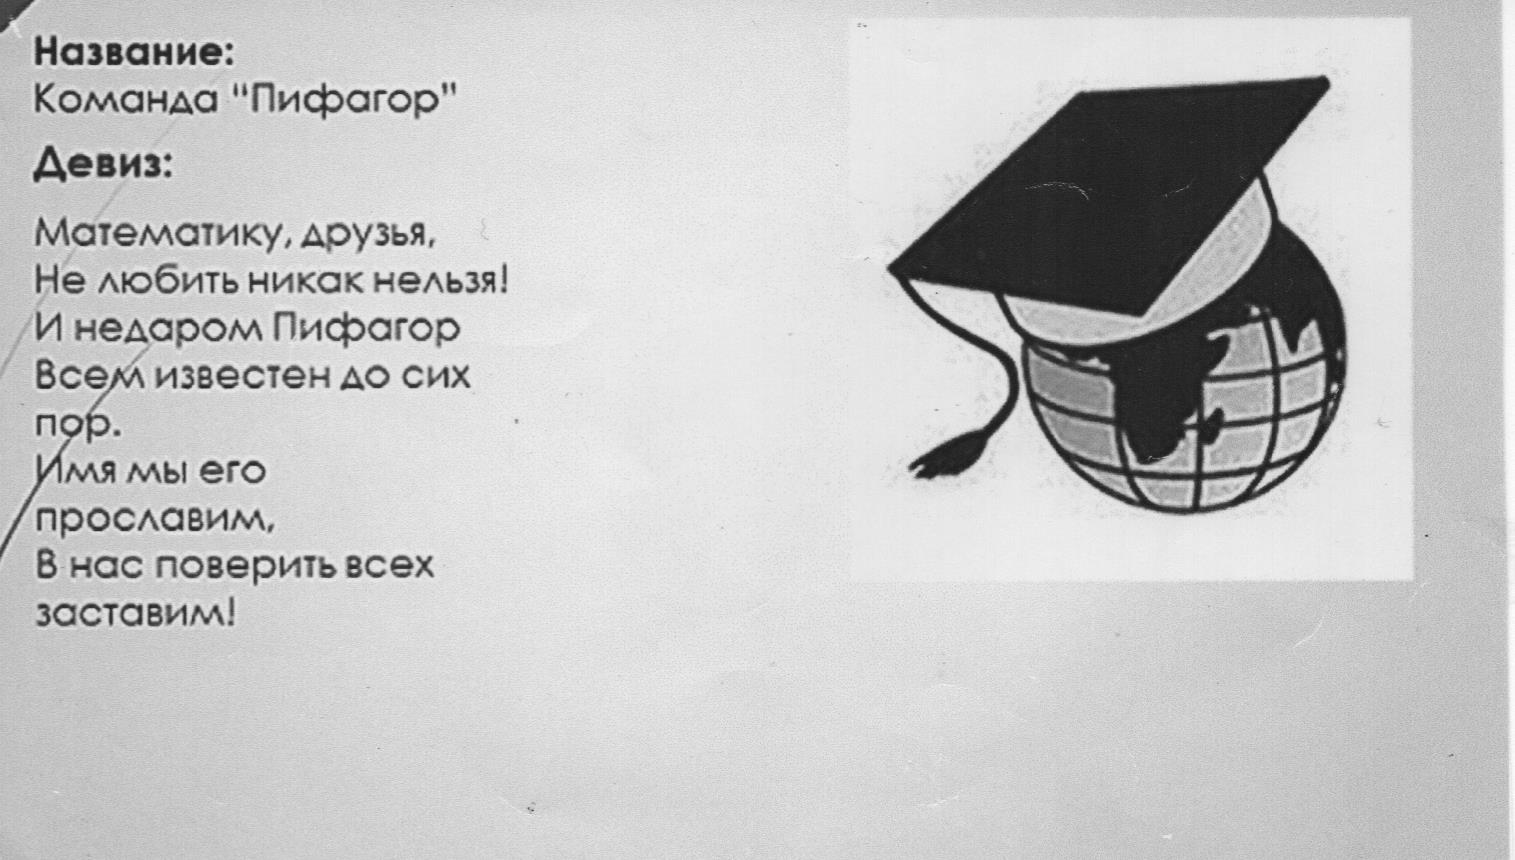 Название:
Команда "Пифагор"
Девиз:
Математику, друзья,
Не любить никак нельзя!
И недаром Пифагор
Всем известен до сих
пор.
Имя мы его
прославим,
В нас поверить всех
заставим!